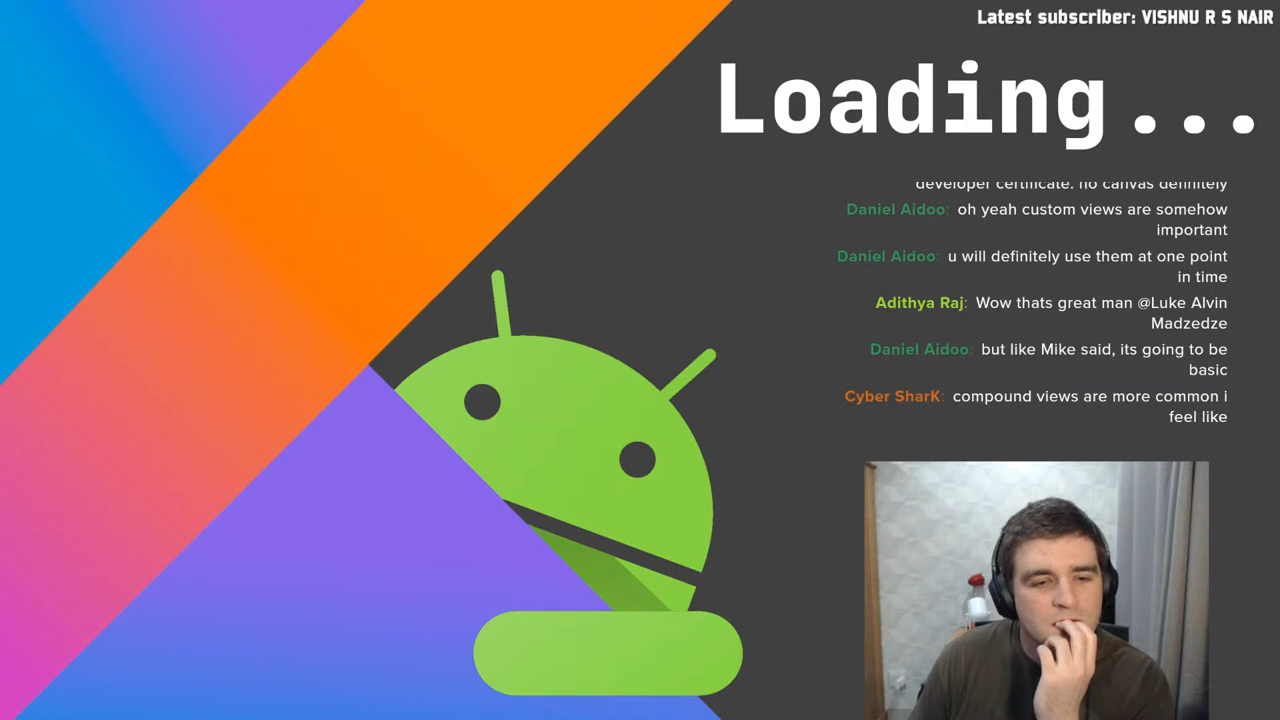 Latest subscriber: VISHNU R S NAIR
Loading...
developer certificate. no canvas definitely
Daniel Aidoo: oh yeah custom views are somehow
important
Daniel Aidoo: u will definitely use them at one point
in time
Adithya Raj: Wow thats great man @Luke Alvin
Madzedze
Daniel Aidoo: but like Mike said, its going to be
basic
Cyber SharK: compound views are more common i
feel like